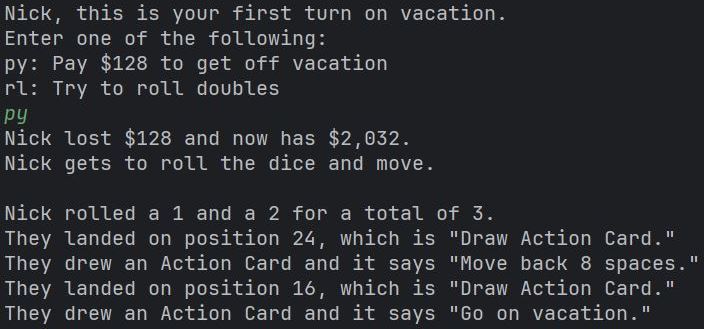 Nick, this is your first turn on vacation.
Enter one of the following:
py: Pay $128 to get off vacation
rl: Try to roll doubles
py
Nick lost $128 and now has $2,032.
Nick gets to roll the dice and move.

Nick rolled a 1 and a 2 for a total of 3.
They landed on position 24, which is "Draw Action Card."
They drew an Action Card and it says "Move back 8 spaces."
They landed on position 16, which is "Draw Action Card."
They drew an Action Card and it says "Go on vacation."